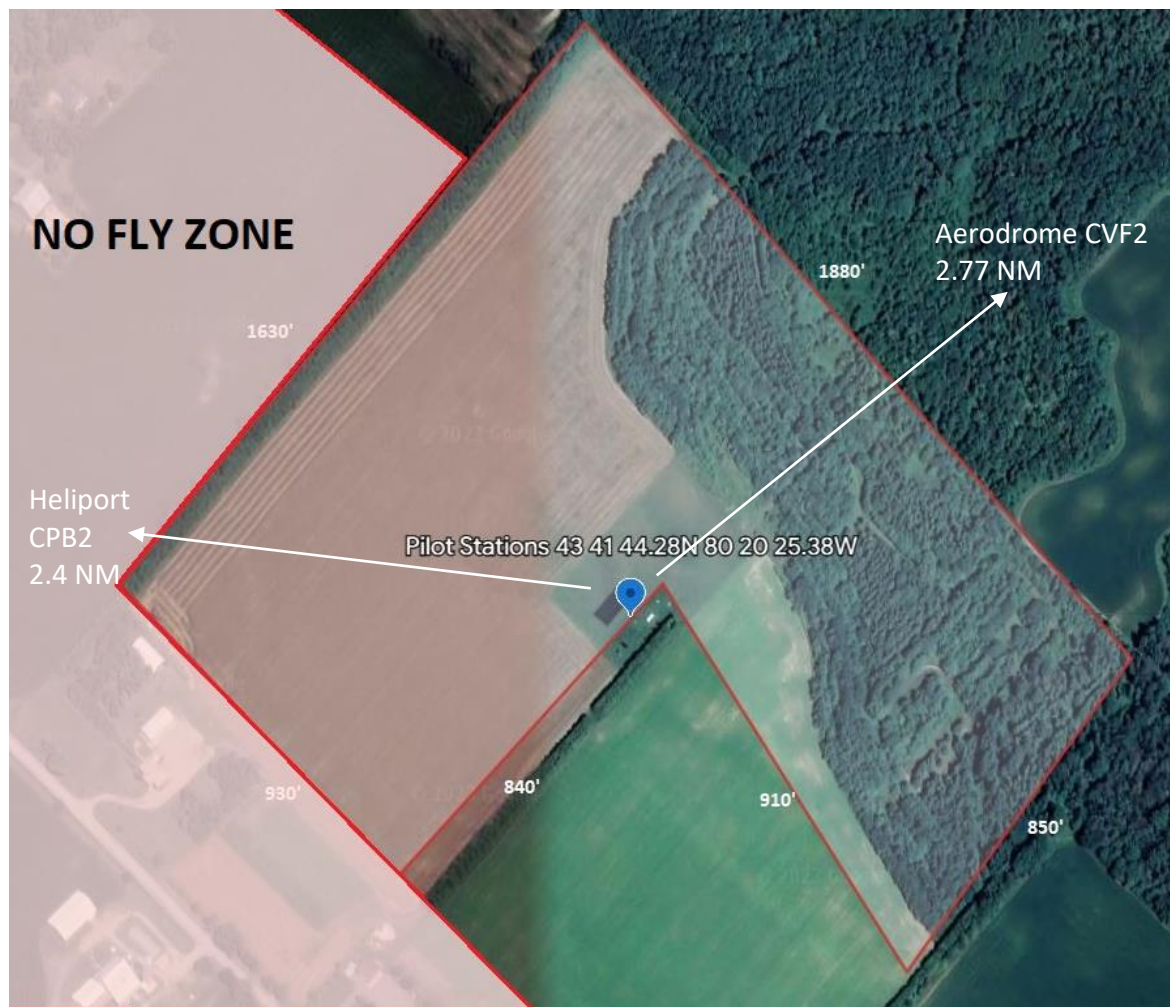 NO FLY ZONE
Aerodrome CVF2
2.77 NM
1880'
1630'
Heliport
CPB2
2.4 NM
Pilot Stations 43 41 44.28N 80 20 25.38W
930'
840'
910'
850'